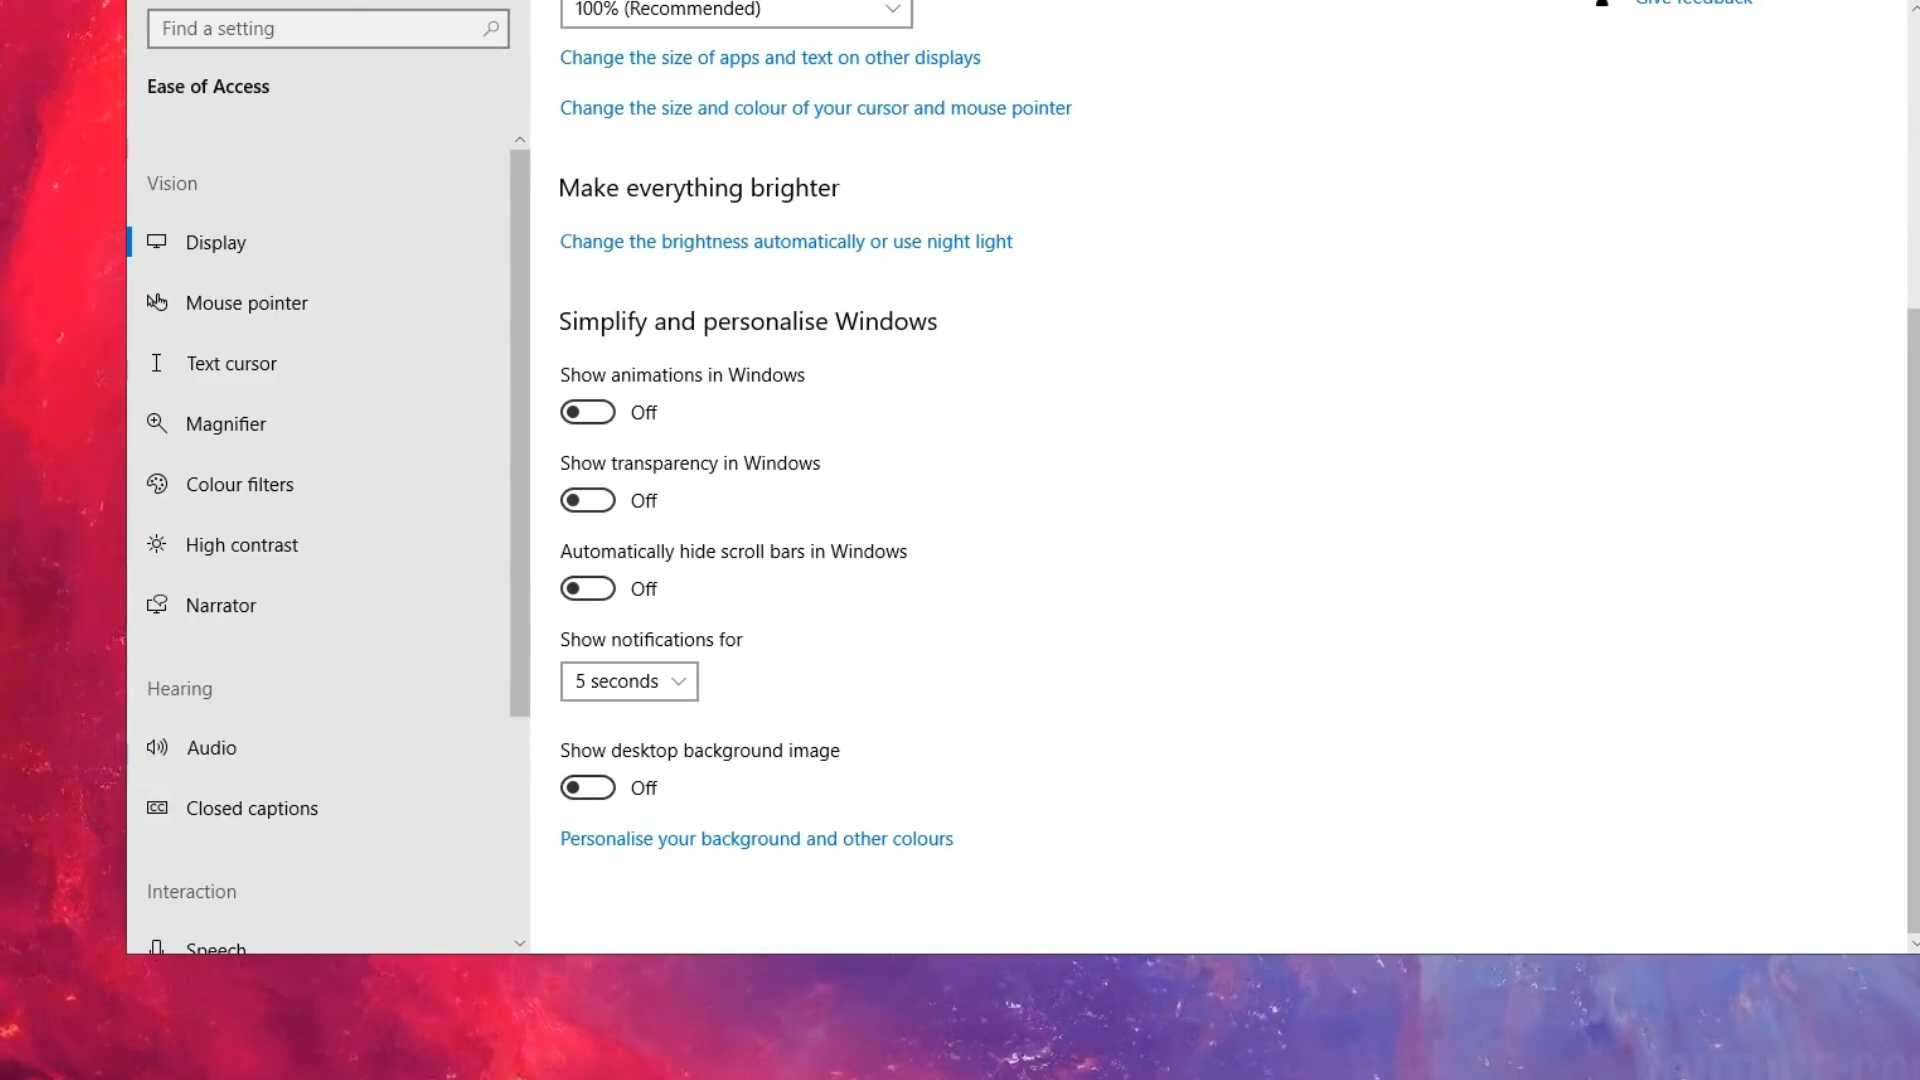 Find a setting
Ease of Access
Vision
Display
Mouse pointer
Text cursor
Magnifier
Colour filters
High contrast
Narrator
Hearing
Audio
Closed captions
Interaction
Speech
100% (Recommended)
Change the size of apps and text on other displays
Change the size and colour of your cursor and mouse pointer
Make everything brighter
Change the brightness automatically or use night light
Simplify and personalise Windows
Show animations in Windows
Off
Show transparency in Windows
Off
Automatically hide scroll bars in Windows
Off
Show notifications for
5 seconds
Show desktop background image
Off
Personalise your background and other colours
Give feedback